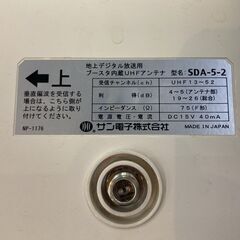 地上デジタル放送用
ブースタ内蔵UHFアンテナ 型名：SDA-5-2
←上
垂直偏波を受信する
場合は、こちら側が
上になるように取り
付けてください。
受信チャンネル(ch) UHF13~52
利得(dB) 4~5(アンテナ部)
19~26(総合)
インピーダンス(Ω) 75(F形)
電源 電圧・電流 DC15V 40mA
NP-1176
サン電子株式会社
MADE IN JAPAN